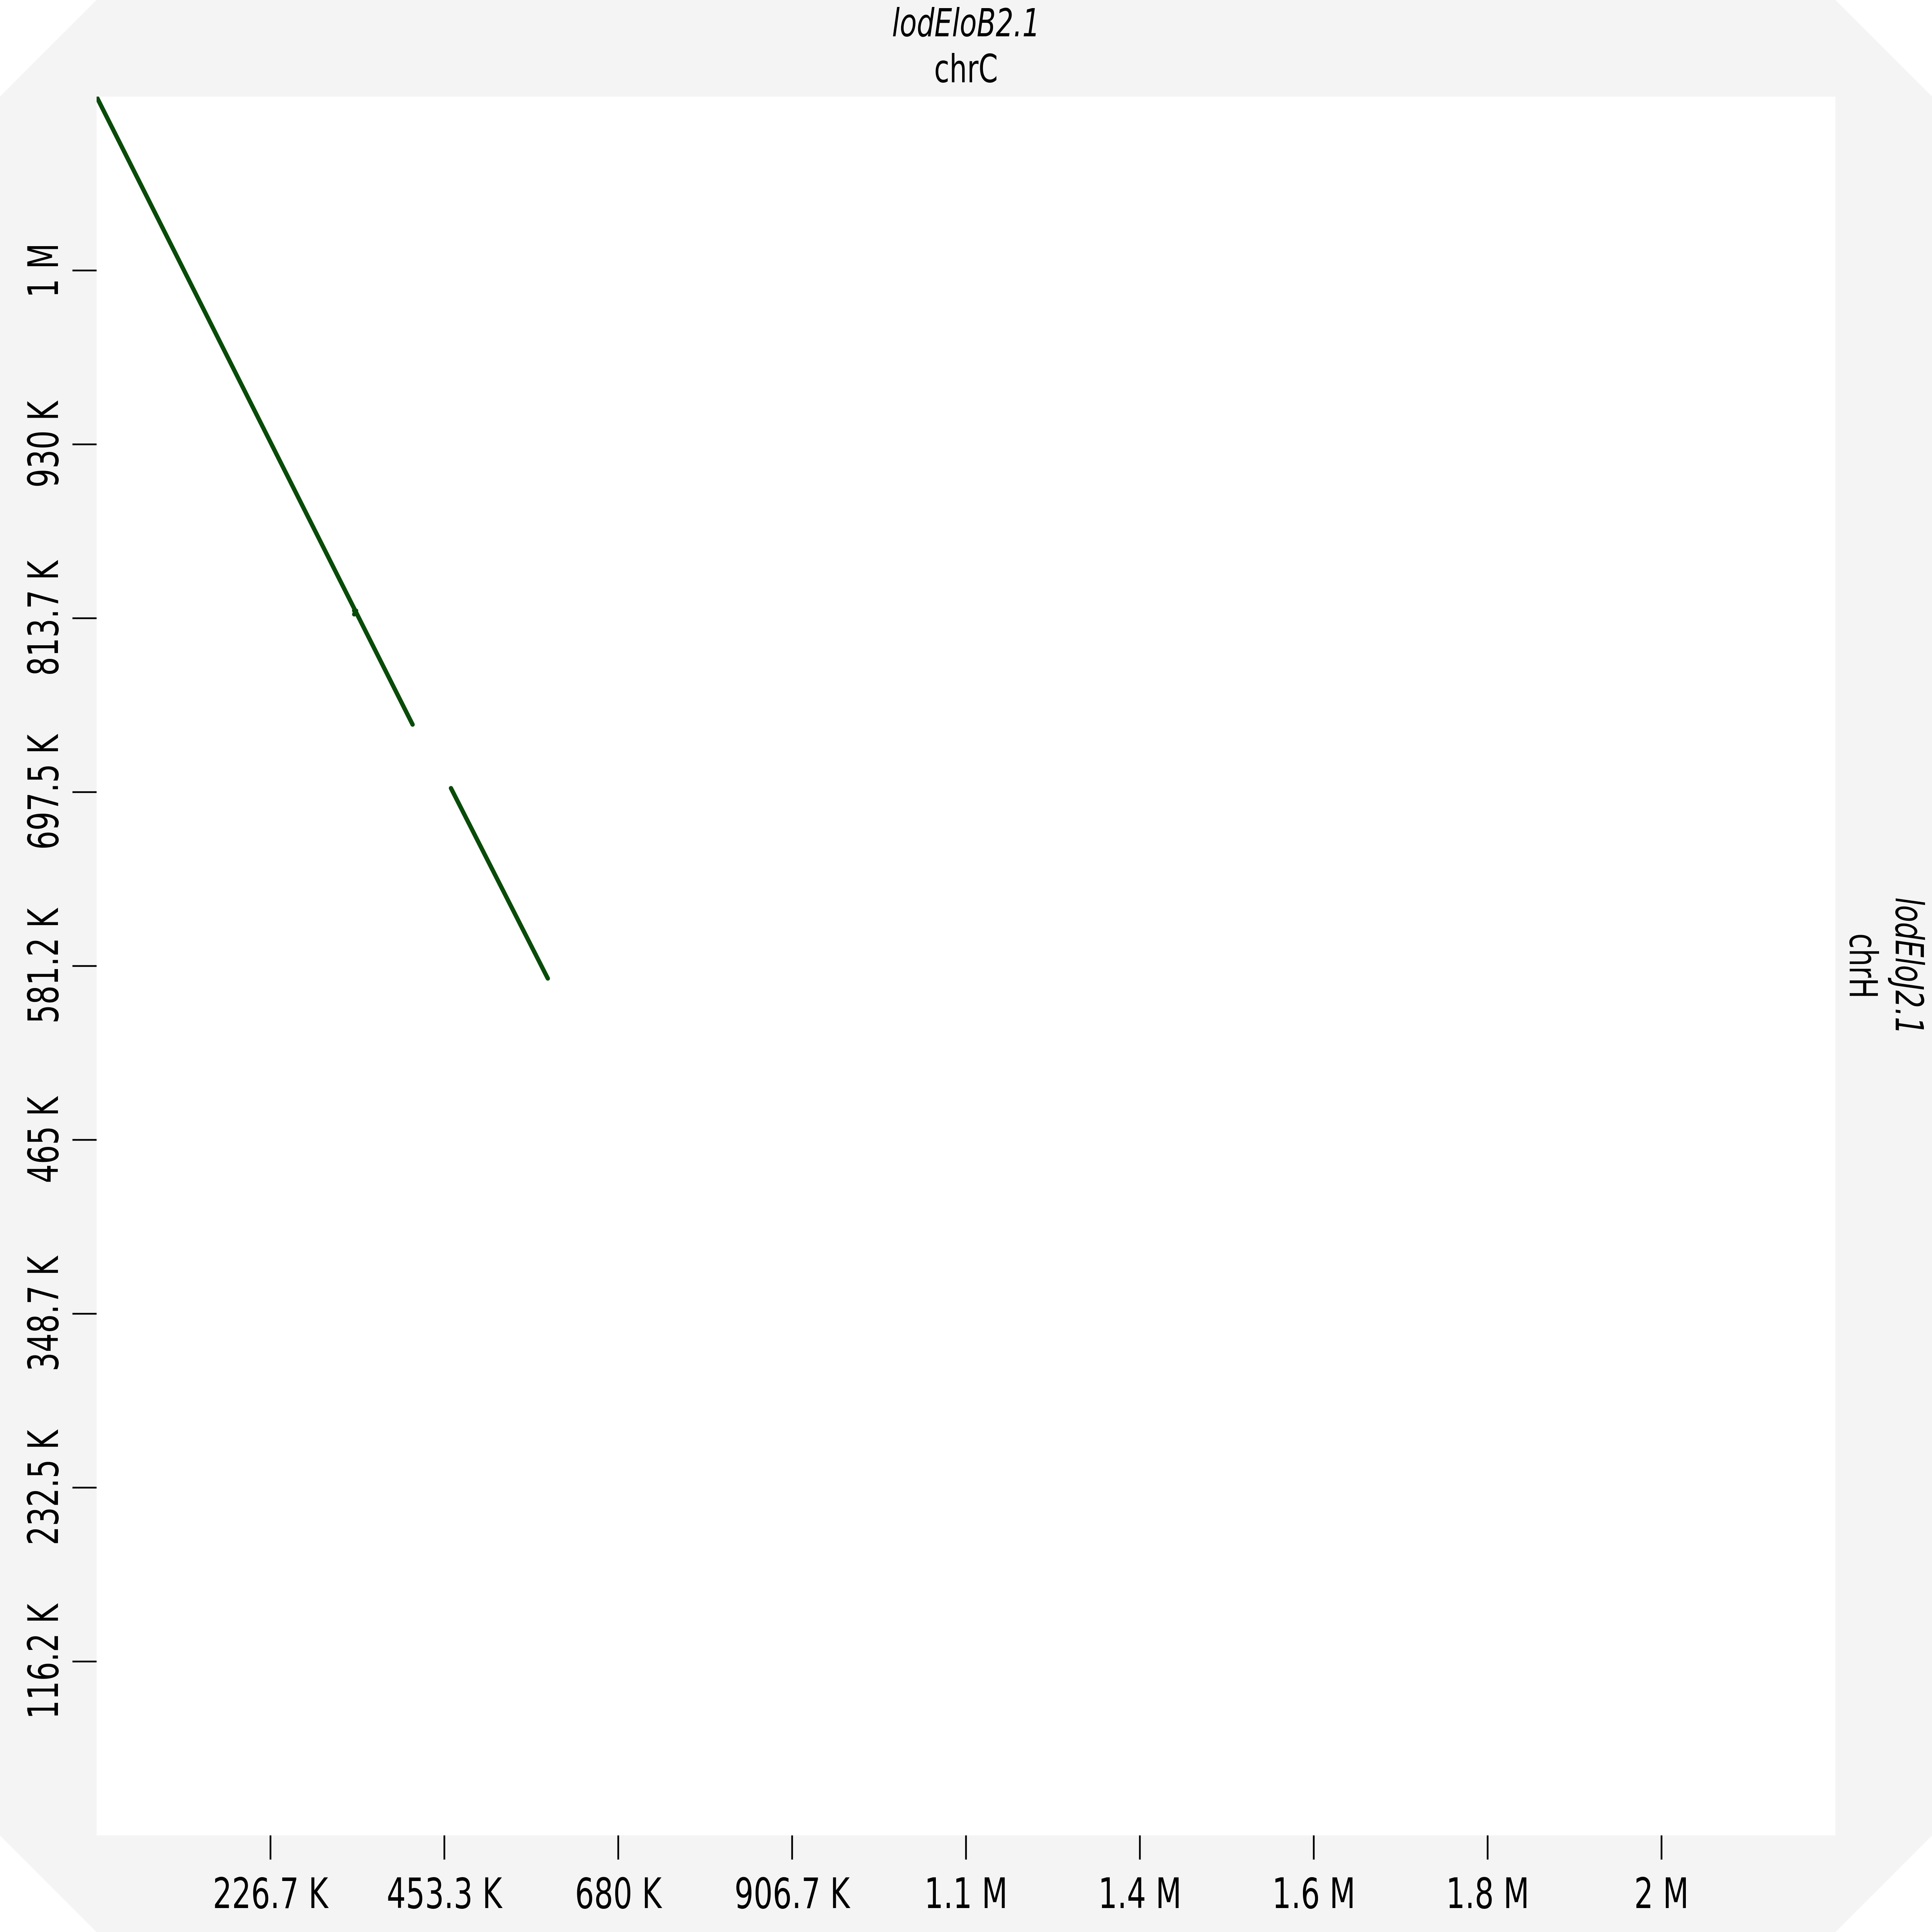 lodEloB2.1
chrC
1 M
930 K
813.7 K
697.5 K
581.2 K
465 K
348.7 K
232.5 K
116.2 K
lodEloJ2.1
chrH
226.7 K
453.3 K
680 K
906.7 K
1.1 M
1.4 M
1.6 M
1.8 M
2 M